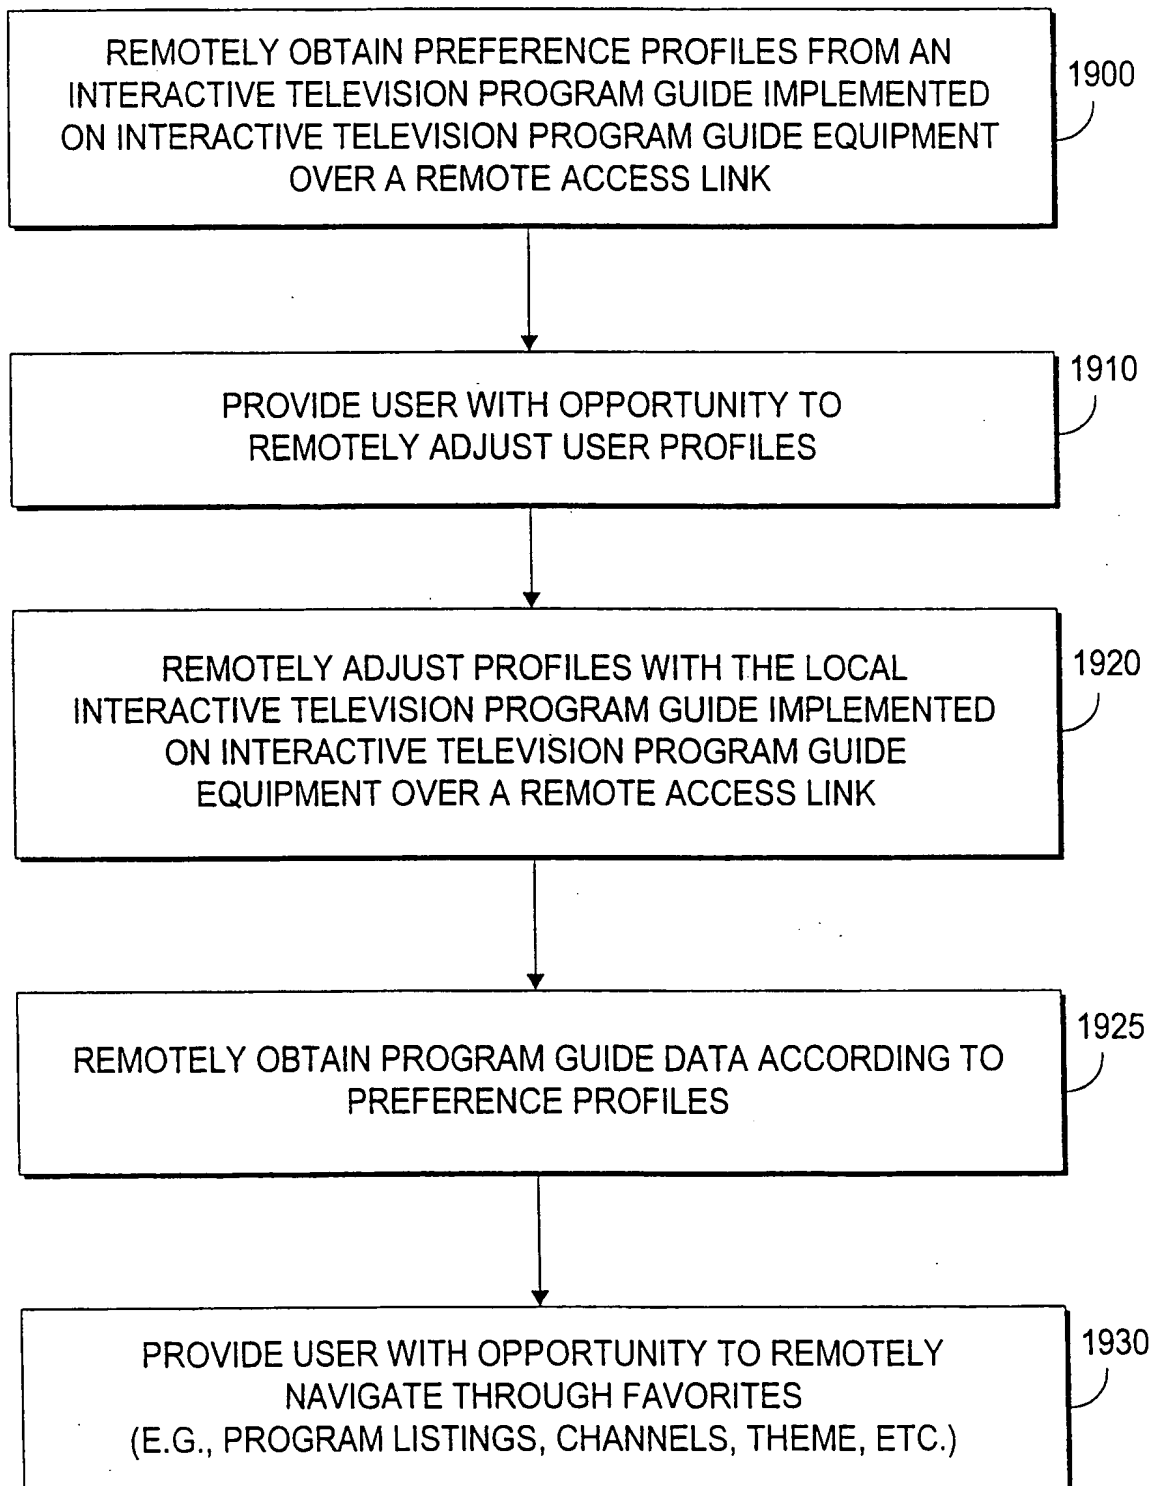 REMOTELY OBTAIN PREFERENCE PROFILES FROM AN
INTERACTIVE TELEVISION PROGRAM GUIDE IMPLEMENTED
ON INTERACTIVE TELEVISION PROGRAM GUIDE EQUIPMENT
OVER A REMOTE ACCESS LINK
1900
PROVIDE USER WITH OPPORTUNITY TO
REMOTELY ADJUST USER PROFILES
1910
REMOTELY ADJUST PROFILES WITH THE LOCAL
INTERACTIVE TELEVISION PROGRAM GUIDE IMPLEMENTED
ON INTERACTIVE TELEVISION PROGRAM GUIDE
EQUIPMENT OVER A REMOTE ACCESS LINK
1920
REMOTELY OBTAIN PROGRAM GUIDE DATA ACCORDING TO
PREFERENCE PROFILES
1925
PROVIDE USER WITH OPPORTUNITY TO REMOTELY
NAVIGATE THROUGH FAVORITES
(E.G., PROGRAM LISTINGS, CHANNELS, THEME, ETC.)
1930